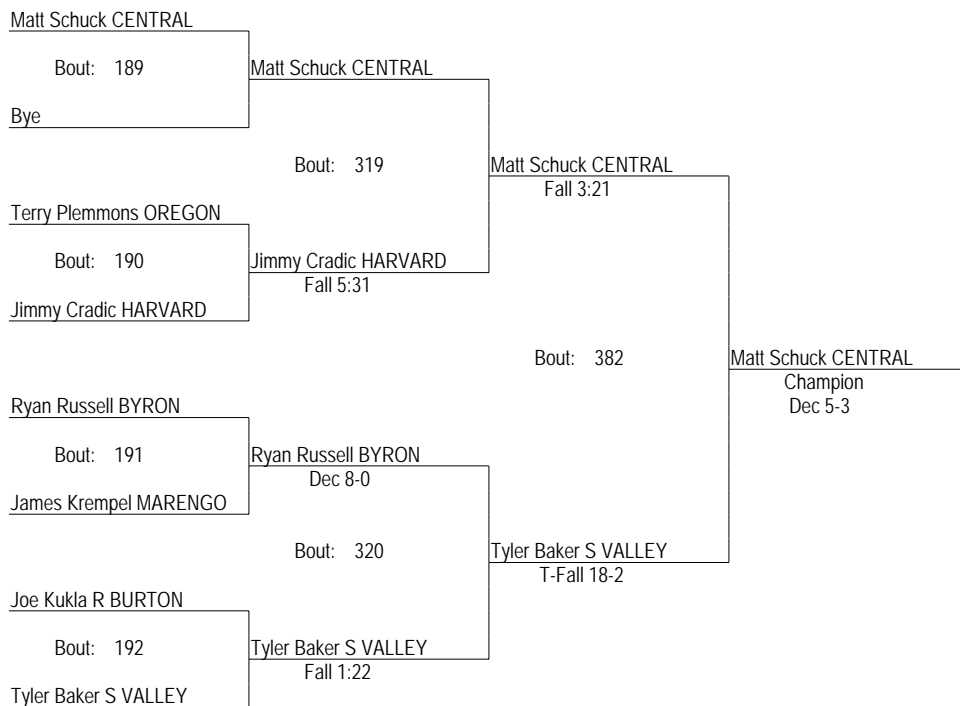 Matt Schuck CENTRAL
Bout: 189
Matt Schuck CENTRAL
Bye
Bout: 319
Matt Schuck CENTRAL
Fall 3:21
Terry Plemmons OREGON
Bout: 190
Jimmy Cradic HARVARD
Fall 5:31
Jimmy Cradic HARVARD
Bout: 382
Matt Schuck CENTRAL
Champion
Dec 5-3
Ryan Russell BYRON
Bout: 191
Ryan Russell BYRON
Dec 8-0
James Krempel MARENGO
Bout: 320
Tyler Baker S VALLEY
T-Fall 18-2
Joe Kukla R BURTON
Bout: 192
Tyler Baker S VALLEY
Fall 1:22
Tyler Baker S VALLEY